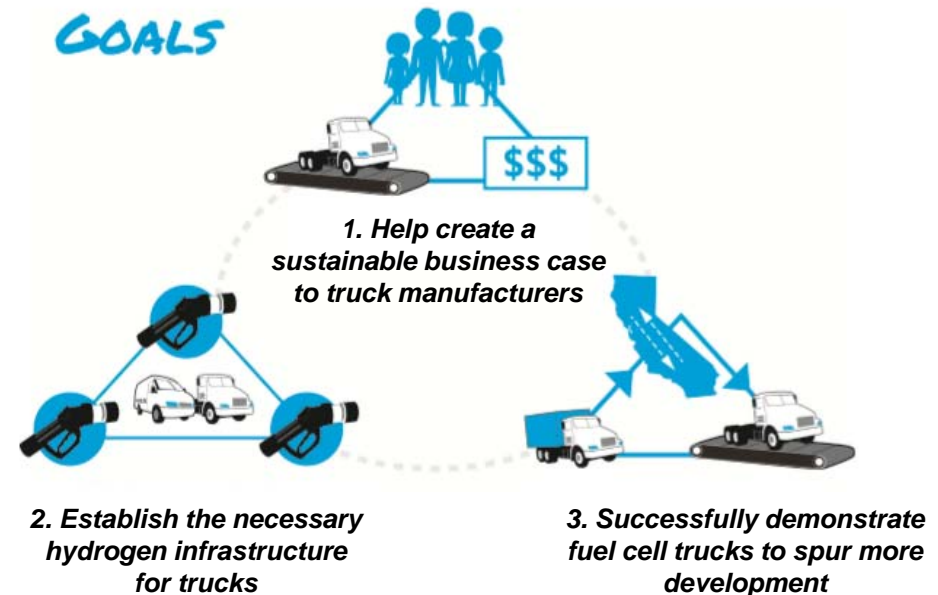 GOALS
$$$
1. Help create a
sustainable business case
to truck manufacturers
2. Establish the necessary
hydrogen infrastructure
for trucks
3. Successfully demonstrate
fuel cell trucks to spur more
development